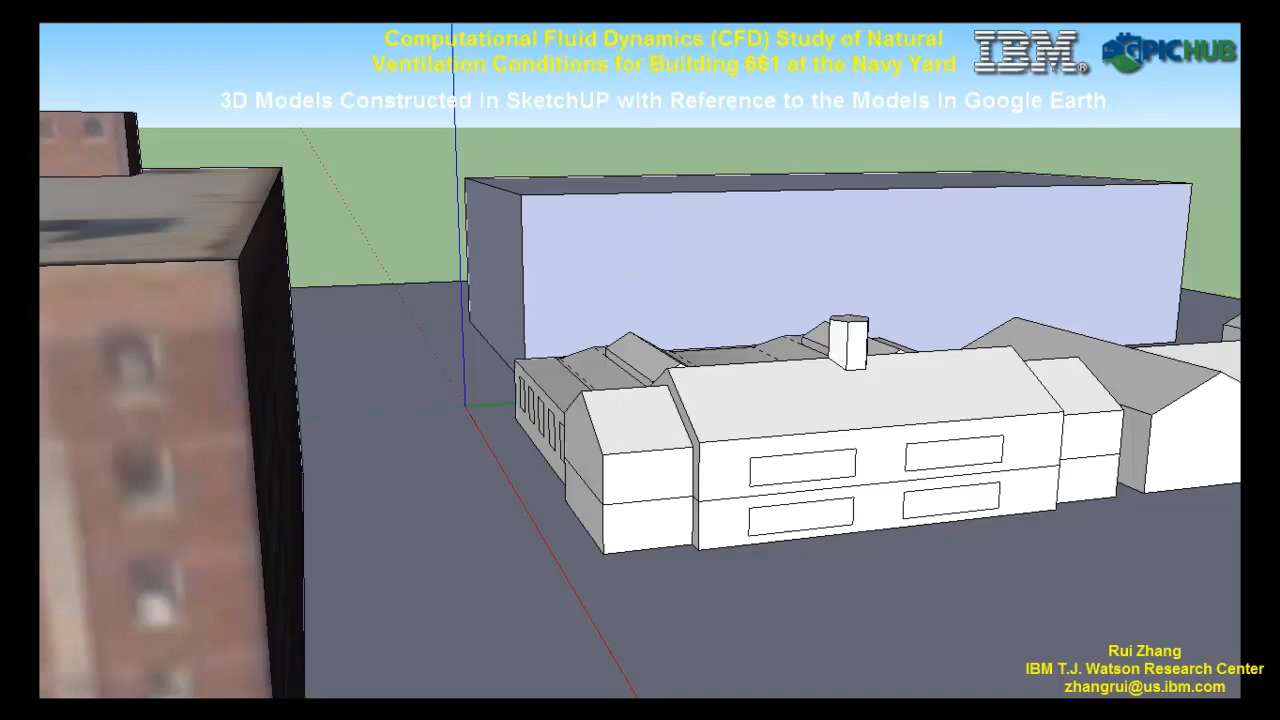 Computational Fluid Dynamics (CFD) Study of Natural
Ventilation Conditions for Building 661 at the Navy Yard
IBM®
GPICHUB
3D Models Constructed in SketchUP with Reference to the Models in Google Earth
Rui Zhang
IBM T.J. Watson Research Center
zhangrui@us.ibm.com